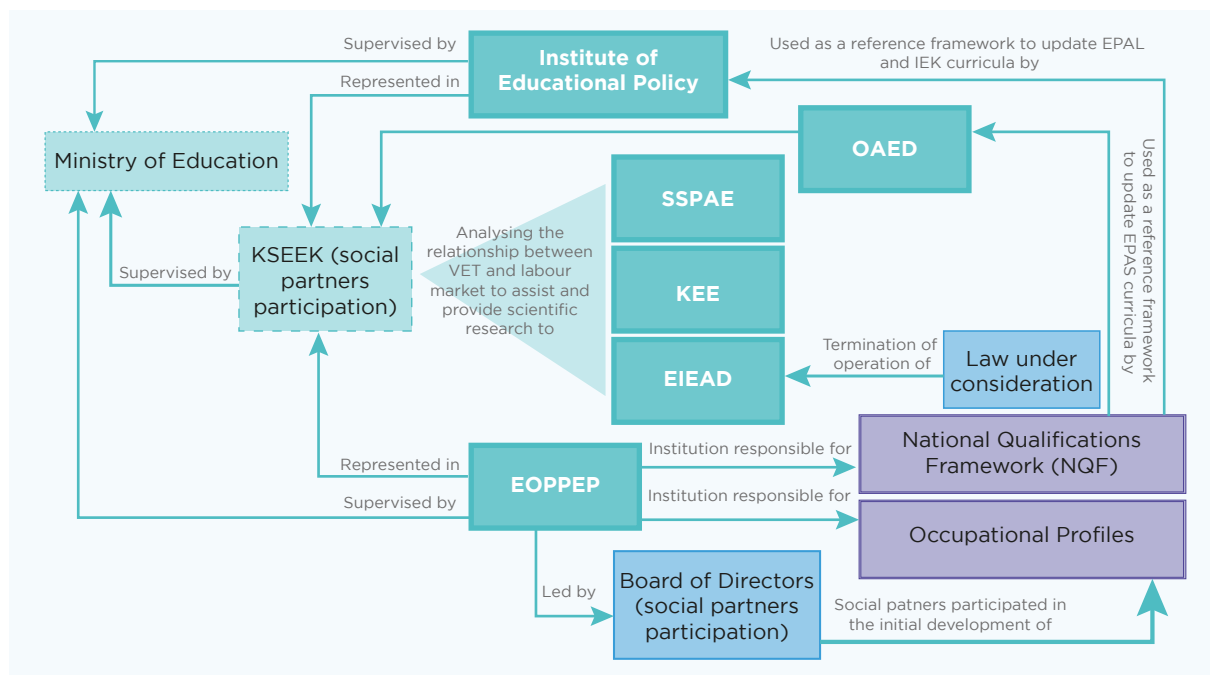 Supervised by
Institute of
Educational Policy
Used as a reference framework to update EPAL
and IEK curricula by
Represented in
Ministry of Education
OAED
Used as a reference framework
to update EPAS curricula by
SSPAE
KSEEK (social
partners
participation)
Supervised by
Analysing the
relationship between
VET and labour
market to assist and
provide scientific
research to
KEE
EIEAD
Termination of
operation of
Law under
consideration
National Qualifications
Framework (NQF)
Institution responsible for
Represented in
EOPPEP
Supervised by
Institution responsible for
Occupational Profiles
Led by
Board of Directors
(social partners
participation)
Social patners participated in
the initial development of